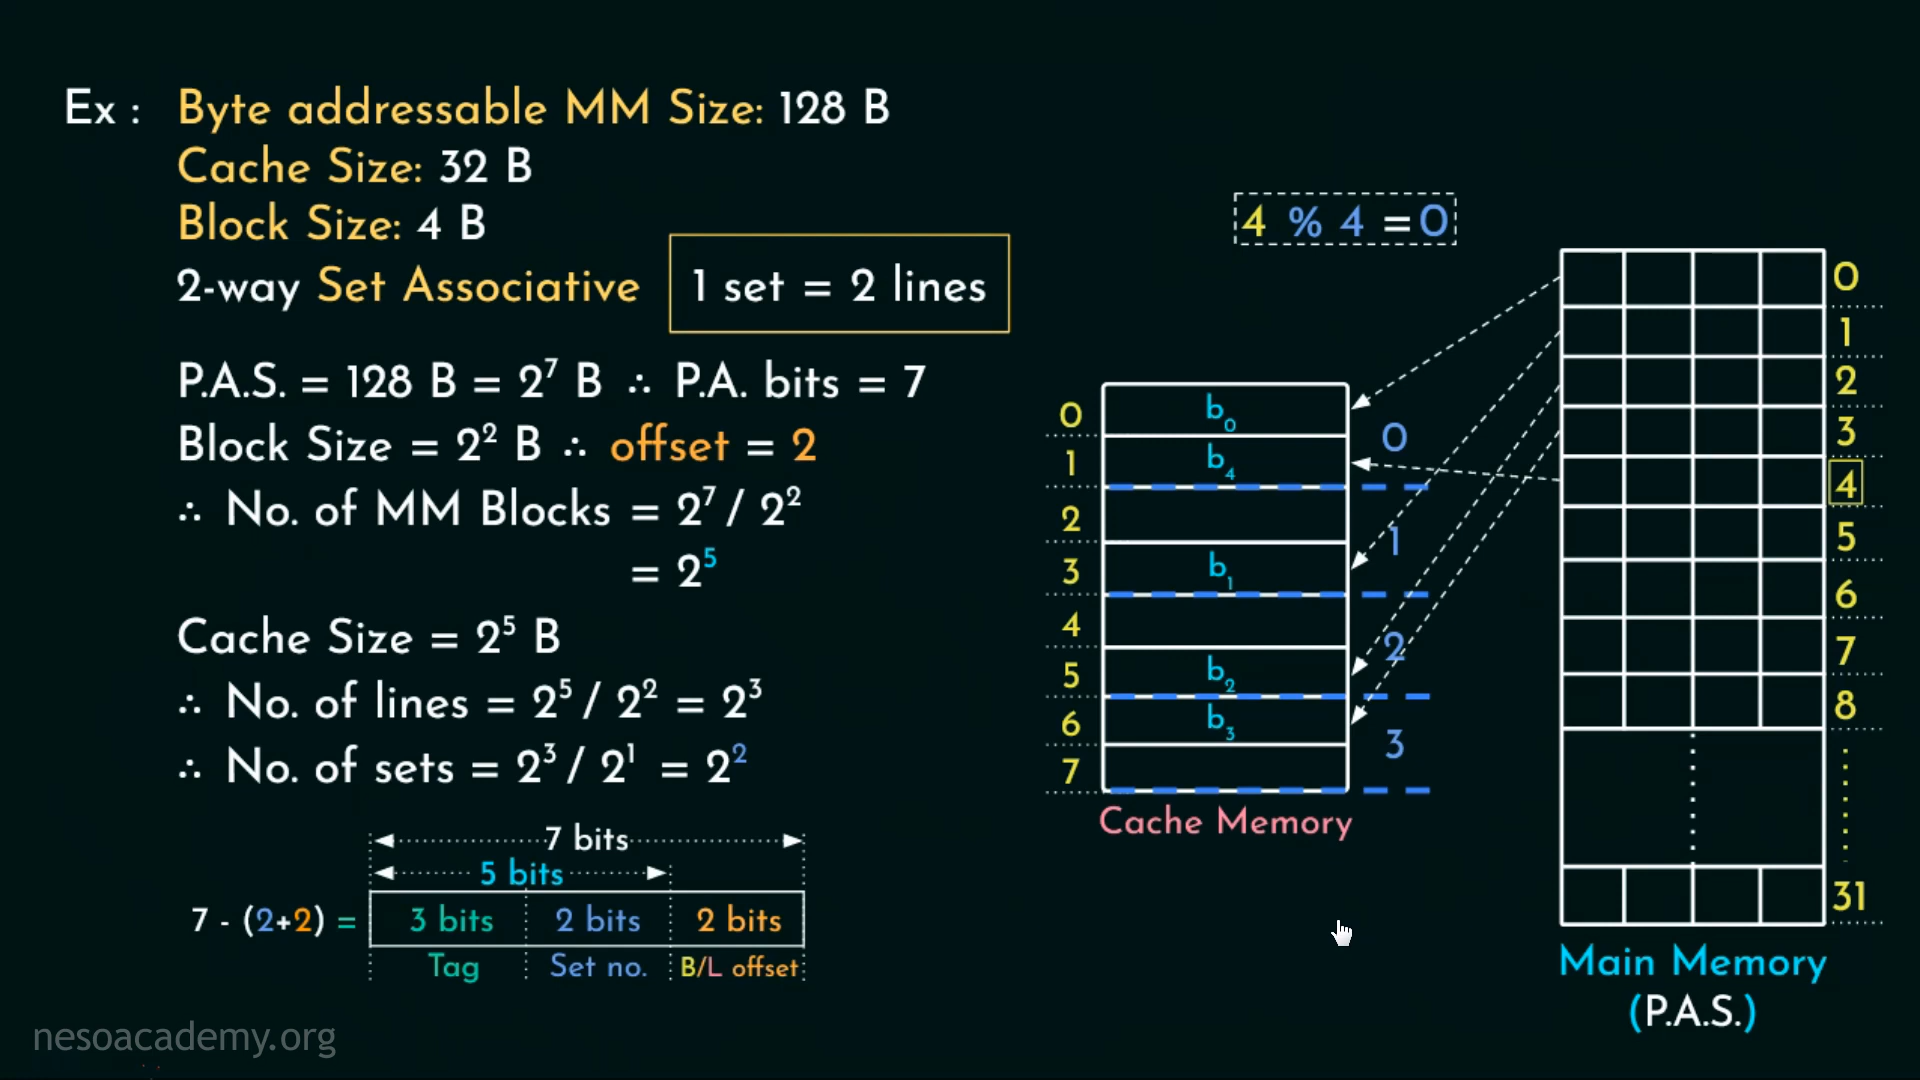 Ex : Byte addressable MM Size: 128 B
Cache Size: 32 B
Block Size: 4 B
2-way Set Associative
1 set = 2 lines
P.A.S. = 128 B = 2⁷ B ∴ P.A. bits = 7
Block Size = 2² B ∴ offset = 2
∴ No. of MM Blocks = 2⁷ / 2²
= 2⁵
Cache Size = 2⁵ B
∴ No. of lines = 2⁵ / 2² = 2³
∴ No. of sets = 2³ / 2¹ = 2²
7 bits
5 bits
7 - (2+2) = 3 bits 2 bits 2 bits
Tag Set no. B/L offset
4 % 4 = 0
0 b₀
1 b₄
2
3 b₁
4
5 b₂
6 b₃
7
0
1
2
3
Cache Memory
0
1
2
3
4
5
6
7
8
31
Main Memory
(P.A.S.)
nesoacademy.org